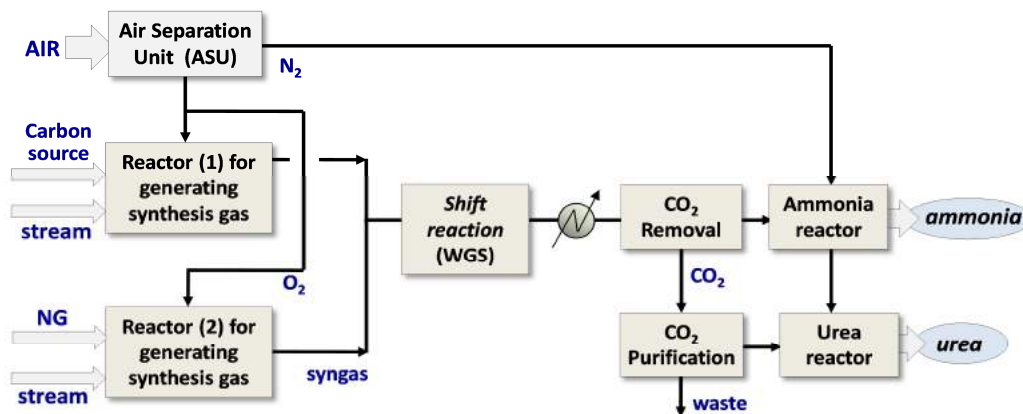 Air Separation
Unit (ASU)
AIR
N2
Carbon
source
Reactor (1) for
generating
synthesis gas
stream
Shift
reaction
(WGS)
CO2
Removal
Ammonia
reactor
ammonia
O2
CO2
NG
Reactor (2) for
generating
synthesis gas
stream
syngas
CO2
Purification
Urea
reactor
urea
waste